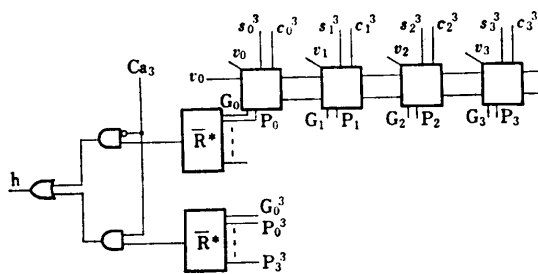 s₀³ c₀³ s₁³ c₁³ s₂³ c₂³ s₃³ c₃³
v₀ v₁ v₂ v₃
Ca₃ v₀
G₀ P₀ G₁ P₁ G₂ P₂ G₃ P₃
R̅*
h
G₀³
R̅* P₀³
P₃³